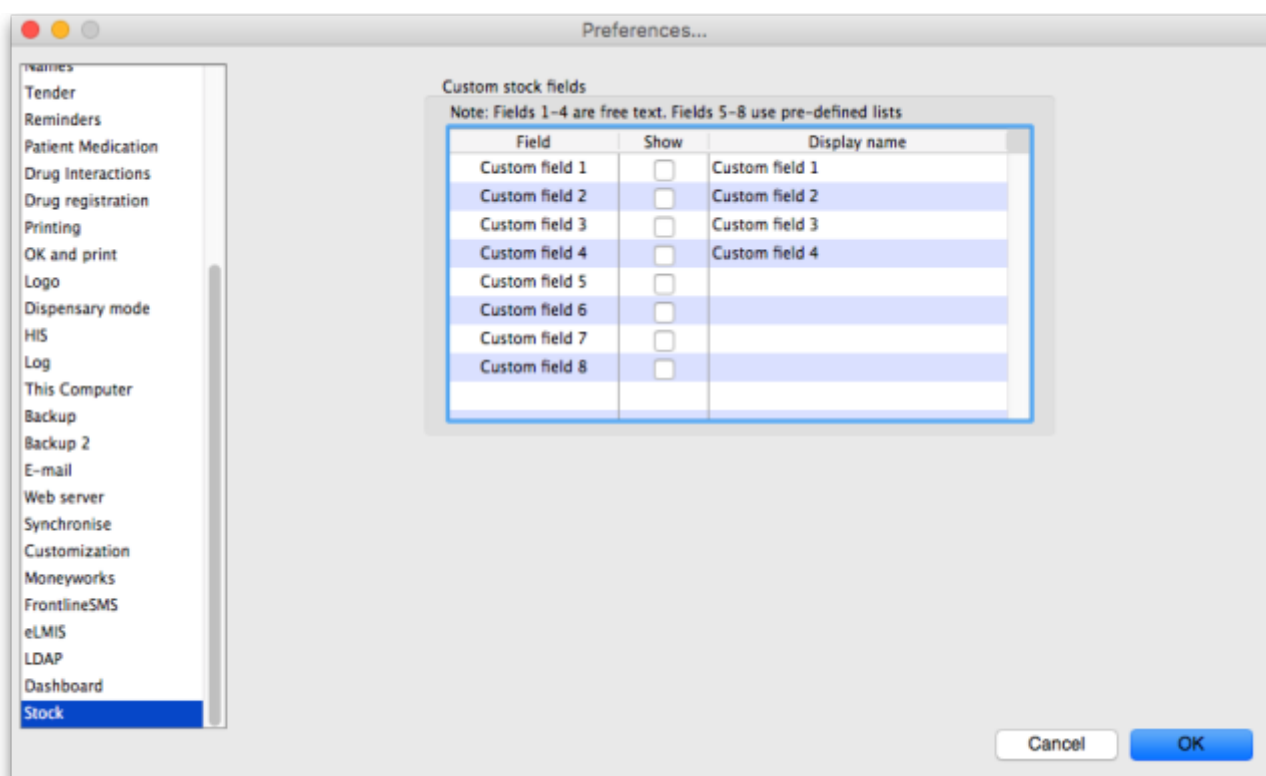 Preferences...
Names
Tender
Reminders
Patient Medication
Drug Interactions
Drug registration
Printing
OK and print
Logo
Dispensary mode
HIS
Log
This Computer
Backup
Backup 2
E-mail
Web server
Synchronise
Customization
Moneyworks
FrontlineSMS
eLMIS
LDAP
Dashboard
Stock
Custom stock fields
Note: Fields 1-4 are free text. Fields 5-8 use pre-defined lists
Field Show Display name
Custom field 1 Custom field 1
Custom field 2 Custom field 2
Custom field 3 Custom field 3
Custom field 4 Custom field 4
Custom field 5
Custom field 6
Custom field 7
Custom field 8
Cancel OK